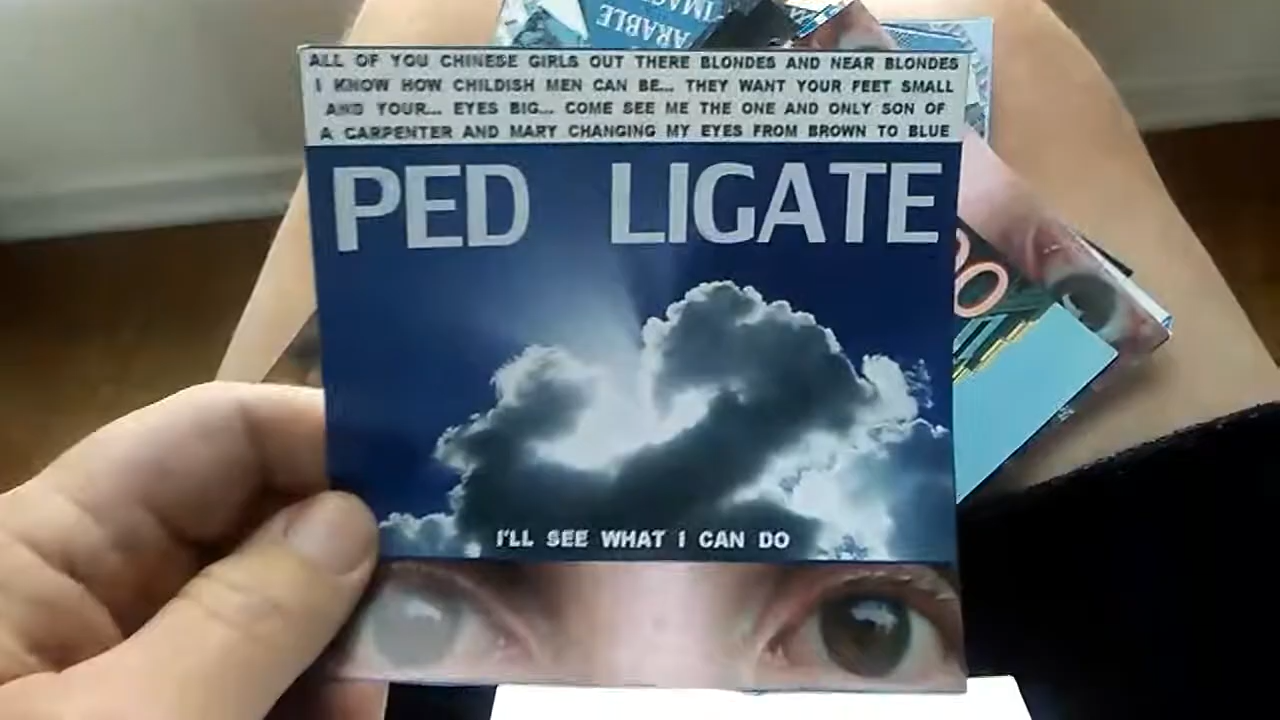 ARABLE
ALL OF YOU CHINESE GIRLS OUT THERE BLONDES AND NEAR BLONDES
I KNOW HOW CHILDISH MEN CAN BE... THEY WANT YOUR FEET SMALL
AND YOUR... EYES BIG... COME SEE ME THE ONE AND ONLY SON OF
A CARPENTER AND MARY CHANGING MY EYES FROM BROWN TO BLUE
PED LIGATE
I'LL SEE WHAT I CAN DO